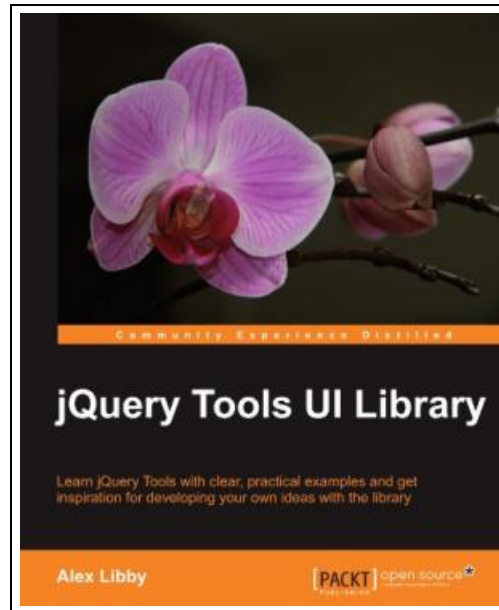 Community Experience Distilled
jQuery Tools UI Library
Learn jQuery Tools with clear, practical examples and get
inspiration for developing your own ideas with the library
Alex Libby
[PACKT] open source*
PUBLISHING